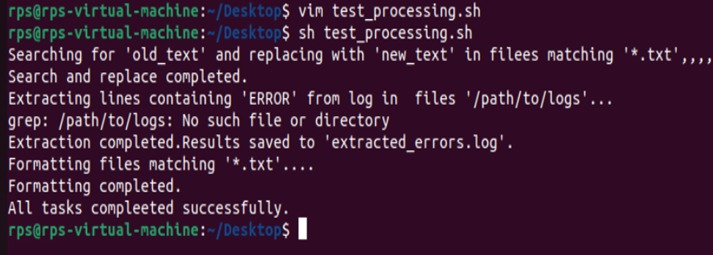 rps@rps-virtual-machine:~/Desktop$ vim test_processing.sh
rps@rps-virtual-machine:~/Desktop$ sh test_processing.sh
Searching for 'old_text' and replacing with 'new_text' in filees matching '*.txt',,,,
Search and replace completed.
Extracting lines containing 'ERROR' from log in  files '/path/to/logs'...
grep: /path/to/logs: No such file or directory
Extraction completed.Results saved to 'extracted_errors.log'.
Formatting files matching '*.txt'....
Formatting completed.
All tasks compleeted successfully.
rps@rps-virtual-machine:~/Desktop$